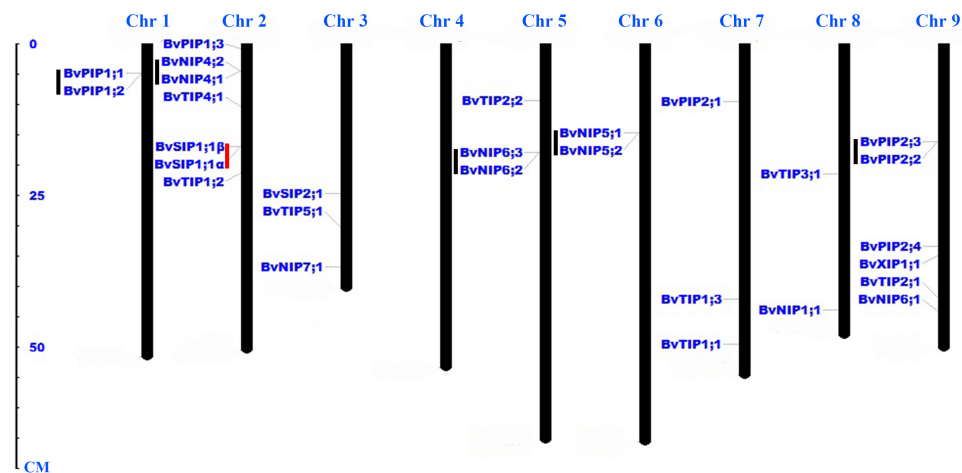 Chr 1 Chr 2 Chr 3 Chr 4 Chr 5 Chr 6 Chr 7 Chr 8 Chr 9
0
25
50
CM
BvPIP1;1
BvPIP1;2
BvPIP1;3
BvNIP4;2
BvNIP4;1
BvTIP4;1
BvSIP1;1β
BvSIP1;1α
BvTIP1;2
BvSIP2;1
BvTIP5;1
BvNIP7;1
BvTIP2;2
BvNIP6;3
BvNIP6;2
BvNIP5;1
BvNIP5;2
BvPIP2;1
BvTIP1;3
BvTIP1;1
BvTIP3;1
BvNIP1;1
BvPIP2;3
BvPIP2;2
BvPIP2;4
BvXIP1;1
BvTIP2;1
BvNIP6;1